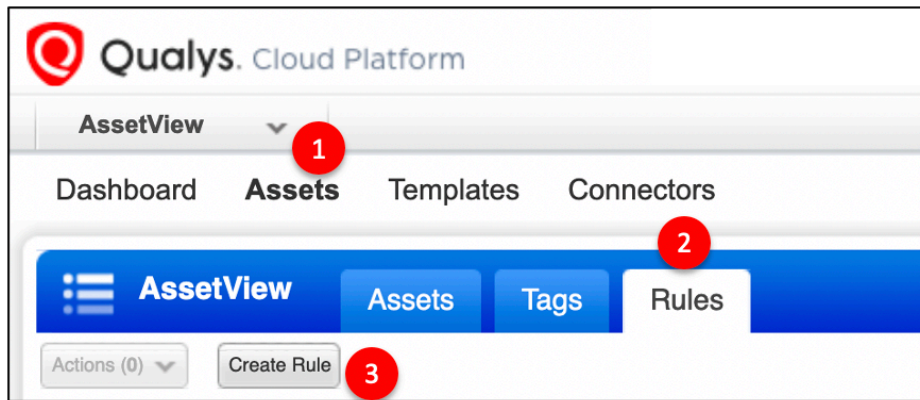 Qualys. Cloud Platform
AssetView
1
Dashboard Assets Templates Connectors
2
AssetView Assets Tags Rules
Actions (0) Create Rule 3